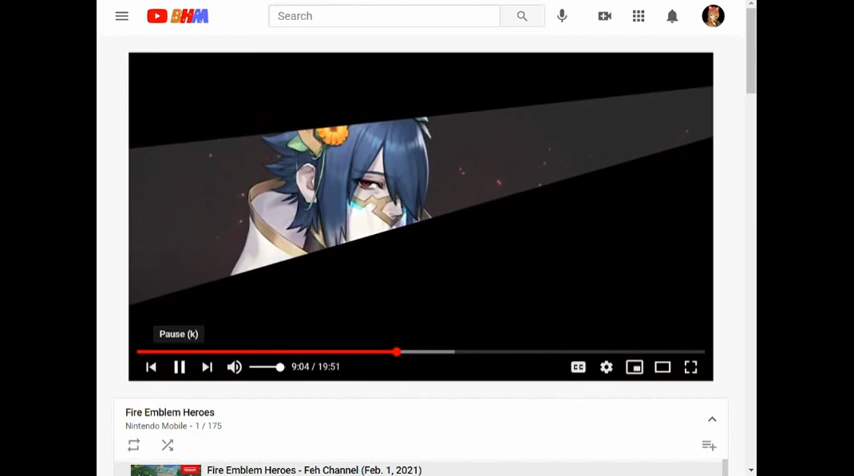 BHM
Search
Pause (k)
9:04 / 19:51
CC
Fire Emblem Heroes
Nintendo Mobile • 1 / 175
Fire Emblem Heroes - Feh Channel (Feb. 1, 2021)